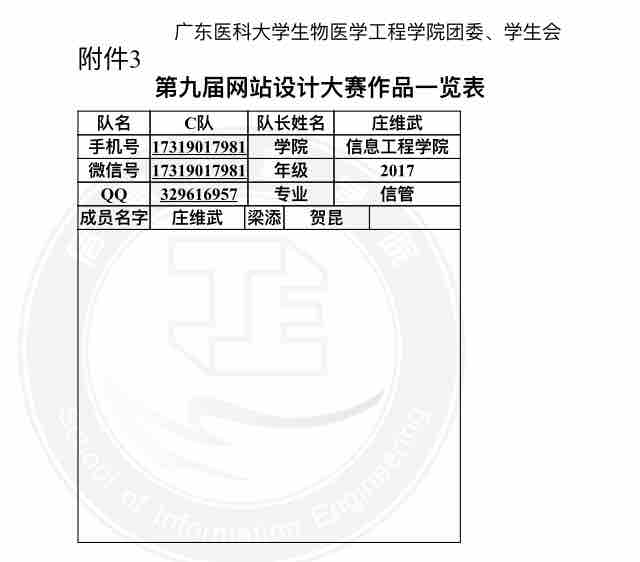 广东医科大学生物医学工程学院团委、学生会
附件3
第九届网站设计大赛作品一览表
队名 C队 队长姓名 庄维武
手机号 17319017981 学院 信息工程学院
微信号 17319017981 年级 2017
QQ 329616957 专业 信管
成员名字 庄维武 梁添 贺昆
School of Information Engineering